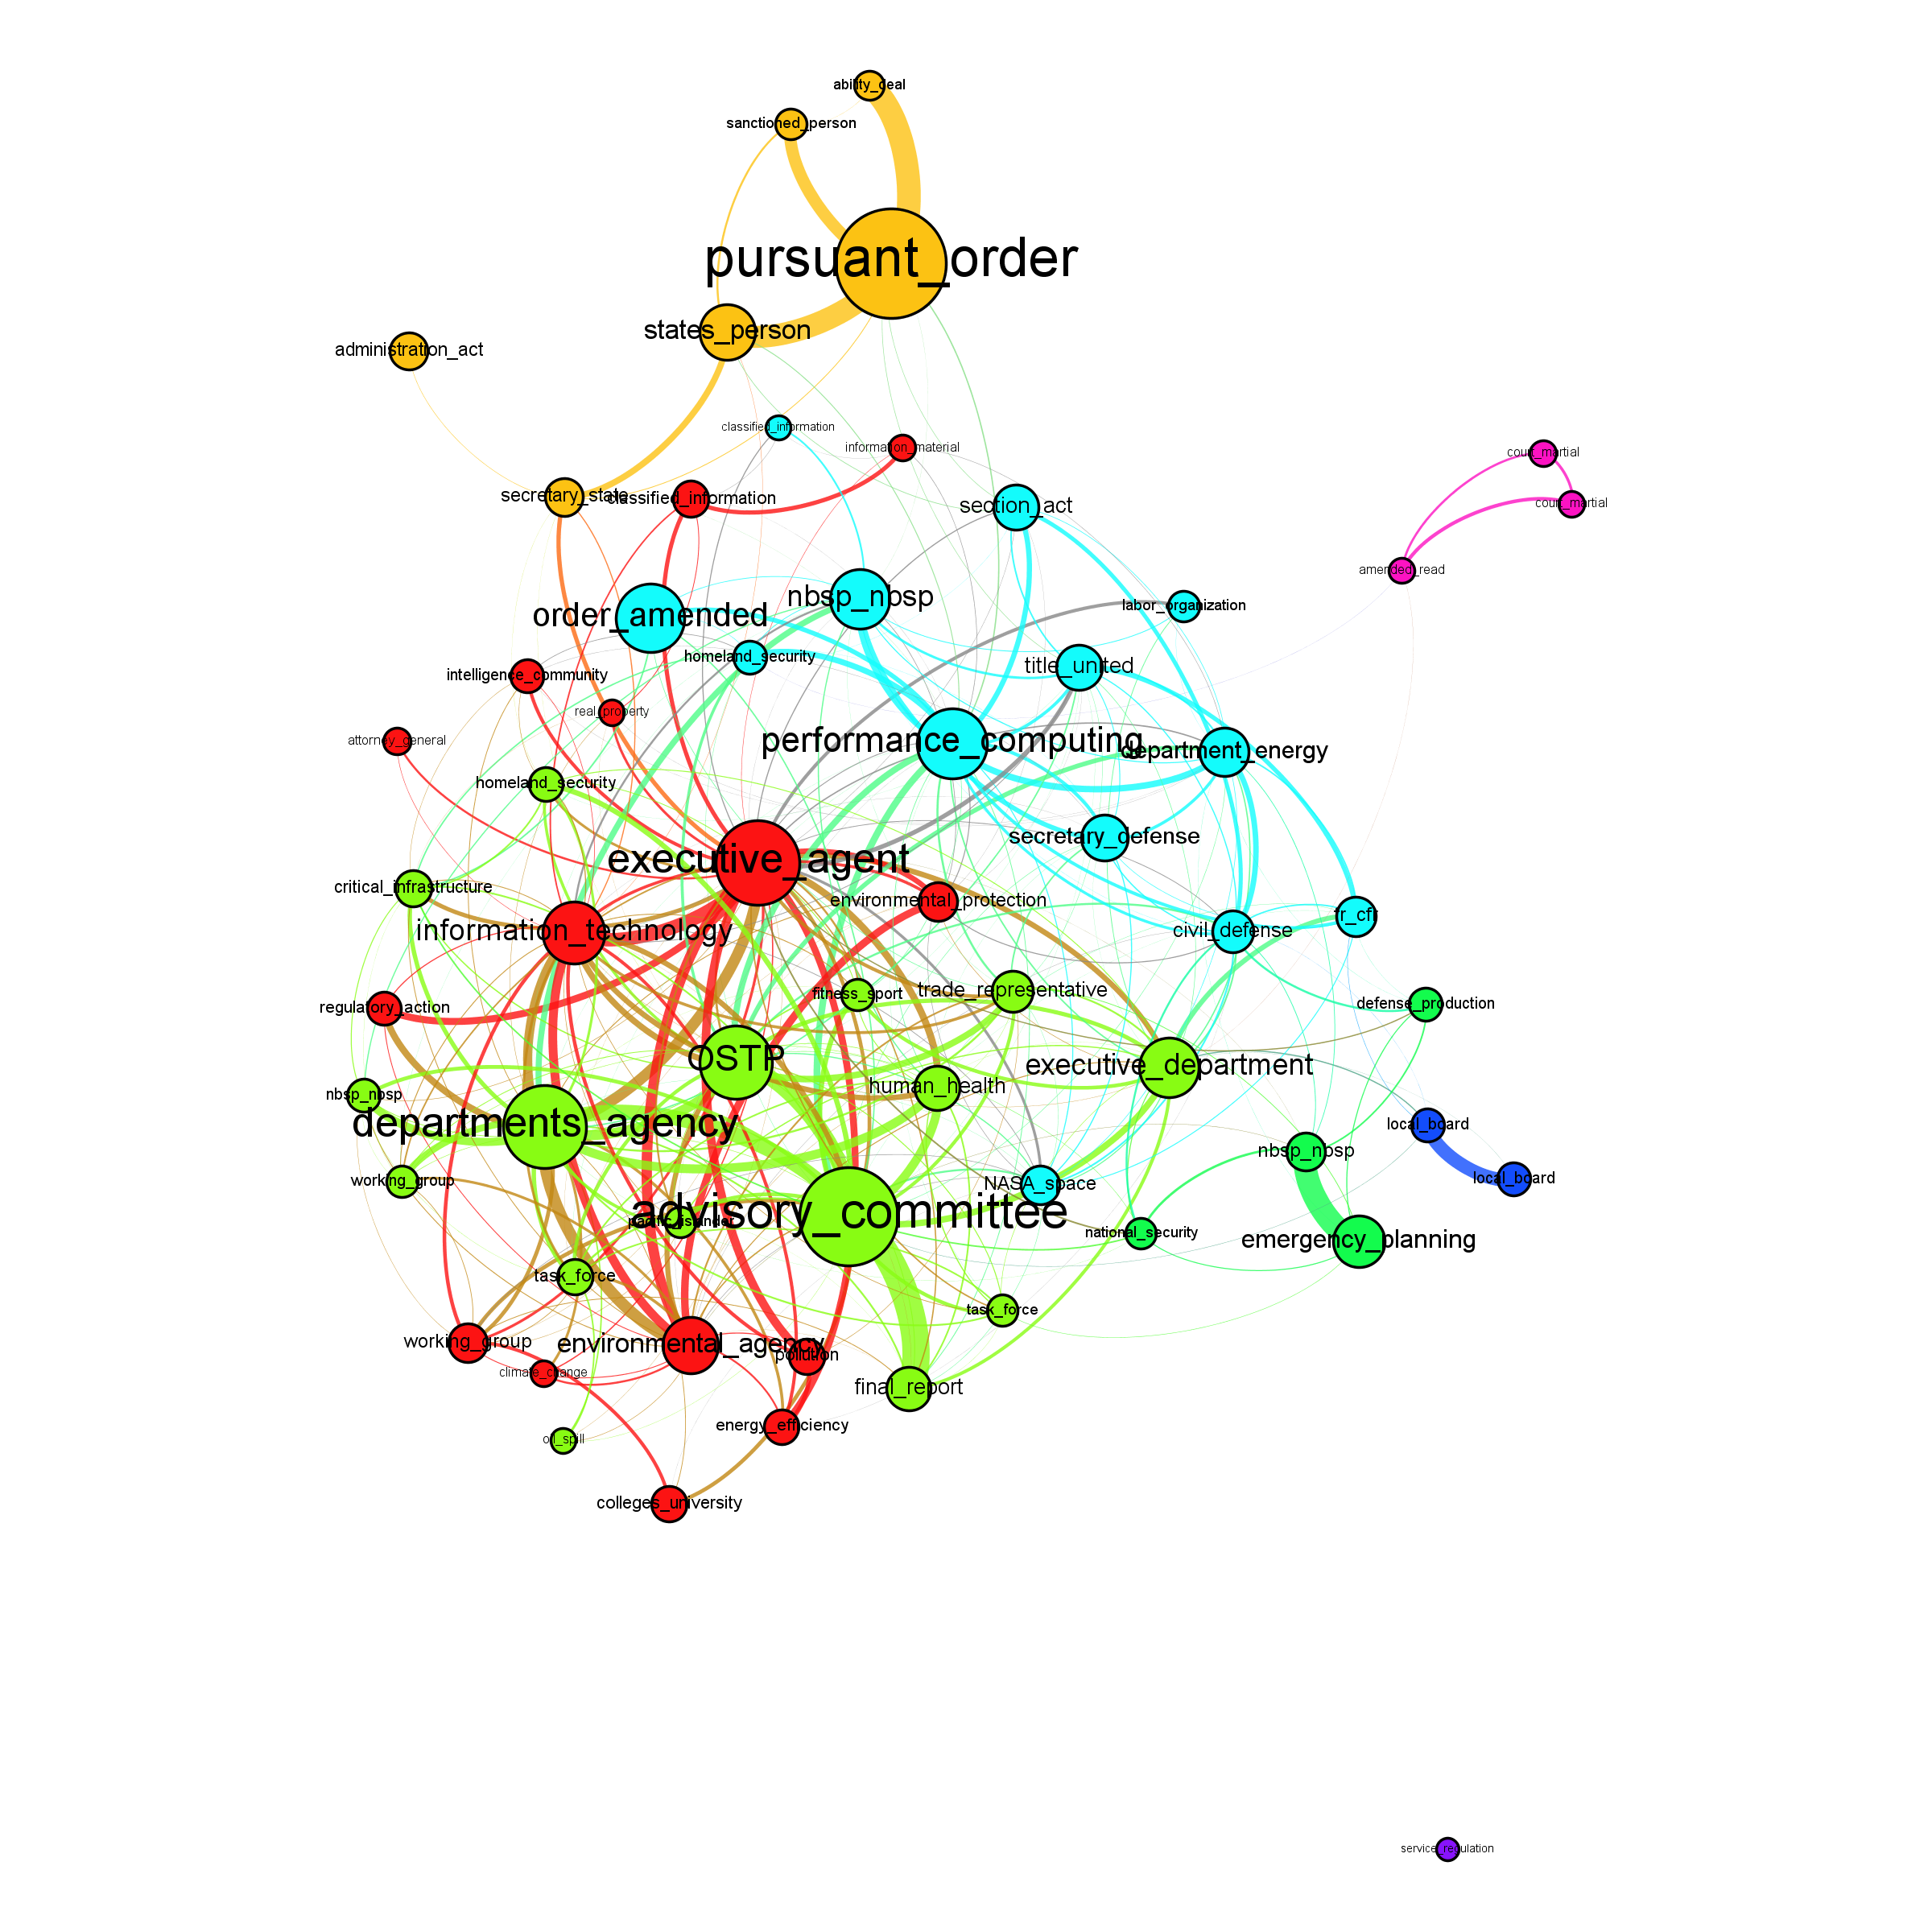 ability_deal
sanctioned_person
pursuant_order
states_person
administration_act
classified_information
information_material
court_martial
secretary_state
classified_information
section_act
court_martial
amended_read
nbsp_nbsp
labor_organization
order_amended
homeland_security
title_united
intelligence_community
real_property
attorney_general
performance_computing
department_energy
homeland_security
secretary_defense
executive_agent
critical_infrastructure
environmental_protection
fr_cfr
information_technology
civil_defense
fitness_sport
trade_representative
regulatory_action
defense_production
OSTP
executive_department
human_health
nbsp_nbsp
departments_agency
local_board
nbsp_nbsp
working_group
NASA_space
local_board
advisory_committee
pacific_islander
national_security
emergency_planning
task_force
task_force
working_group
environmental_agency
pollution
climate_change
final_report
energy_efficiency
oil_spill
colleges_university
service_regulation